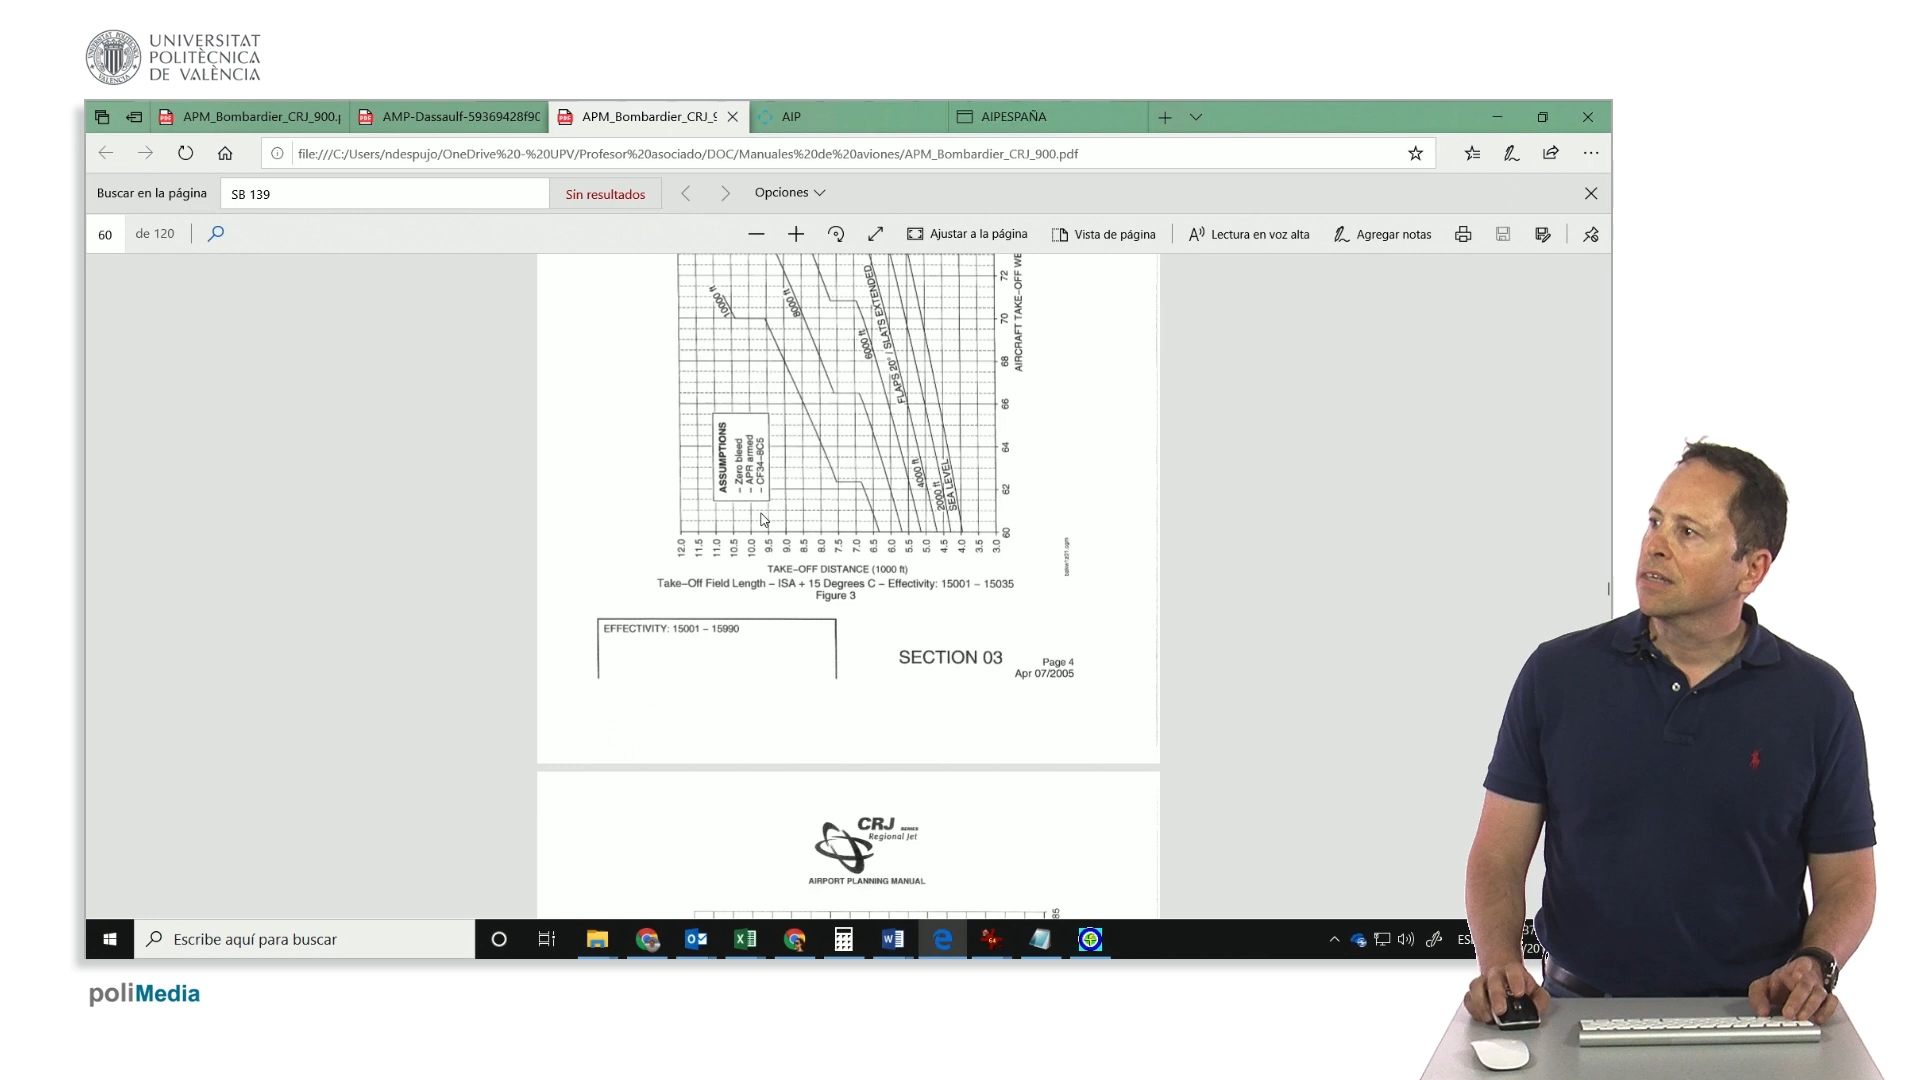 UNIVERSITAT
POLITÈCNICA
DE VALÈNCIA
APM_Bombardier_CRJ_900.p
AMP-Dassaulf-59369428f90
APM_Bombardier_CRJ_9
AIP
AIPESPAÑA
file:///C:/Users/ndespujo/OneDrive%20-%20UPV/Profesor%20asociado/DOC/Manuales%20de%20aviones/APM_Bombardier_CRJ_900.pdf
Buscar en la página
SB 139
Sin resultados
Opciones
60
de 120
Ajustar a la página
Vista de página
Lectura en voz alta
Agregar notas
10000 ft
8000 ft
6000 ft
FLAPS 20° / SLATS EXTENDED
4000 ft
2000 ft
SEA LEVEL
ASSUMPTIONS
– Zero bleed
– APR armed
– CF34–8C5
72
70
68
66
64
62
60
AIRCRAFT TAKE–OFF WE
12.0 11.5 11.0 10.5 10.0 9.5 9.0 8.5 8.0 7.5 7.0 6.5 6.0 5.5 5.0 4.5 4.0 3.5 3.0
TAKE–OFF DISTANCE (1000 ft)
Take–Off Field Length – ISA + 15 Degrees C – Effectivity: 15001 – 15035
Figure 3
EFFECTIVITY: 15001 – 15990
SECTION 03
Page 4
Apr 07/2005
CRJ SERIES
Regional Jet
AIRPORT PLANNING MANUAL
85
Escribe aquí para buscar
poliMedia